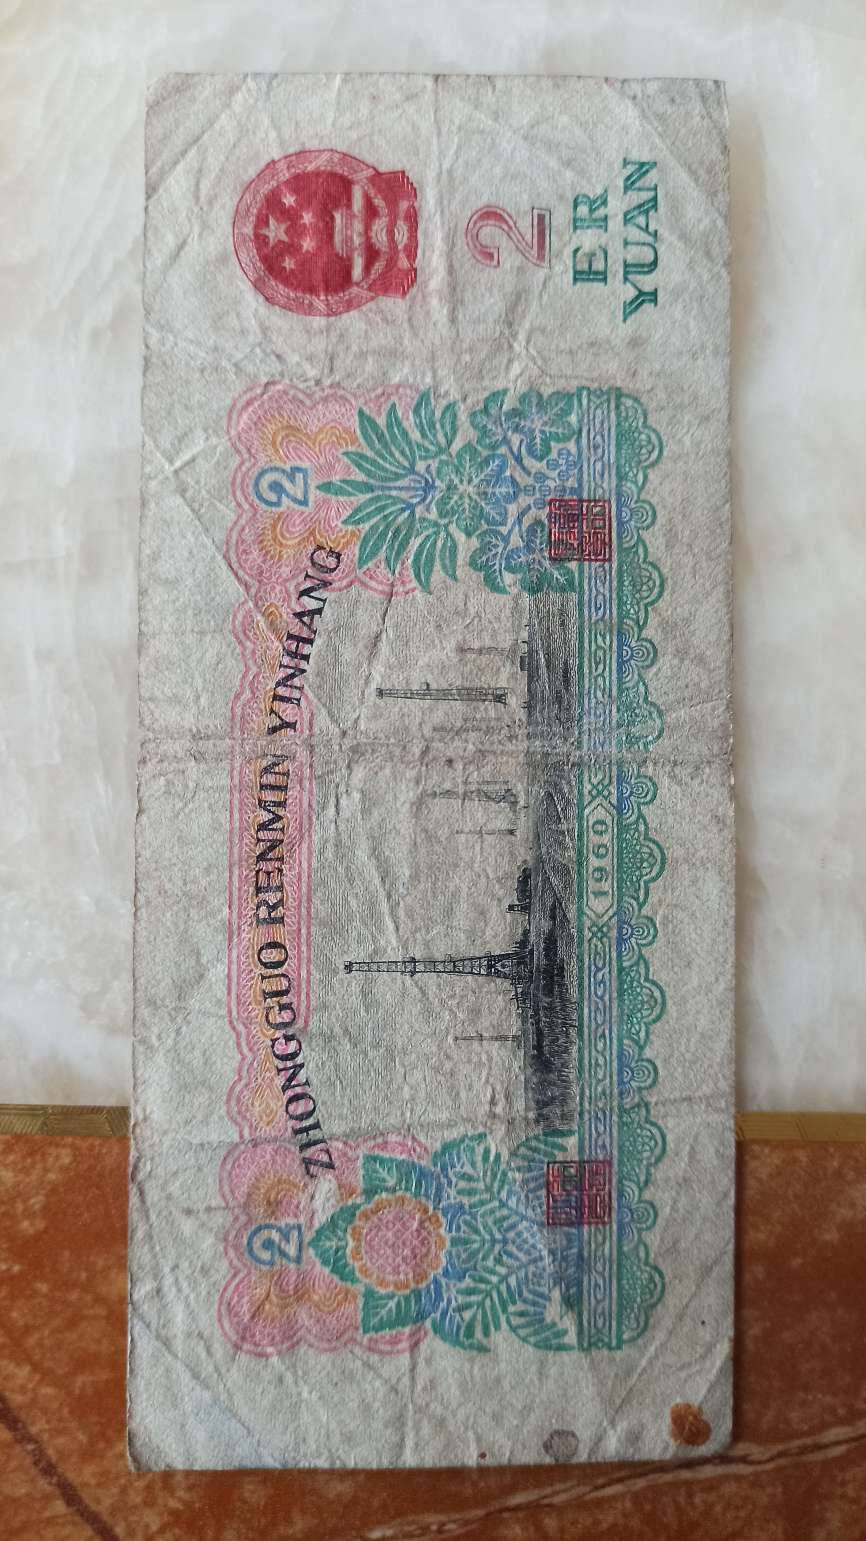 ZHONGGUO RENMIN YINHANG
2
2
2
ER
YUAN
1960